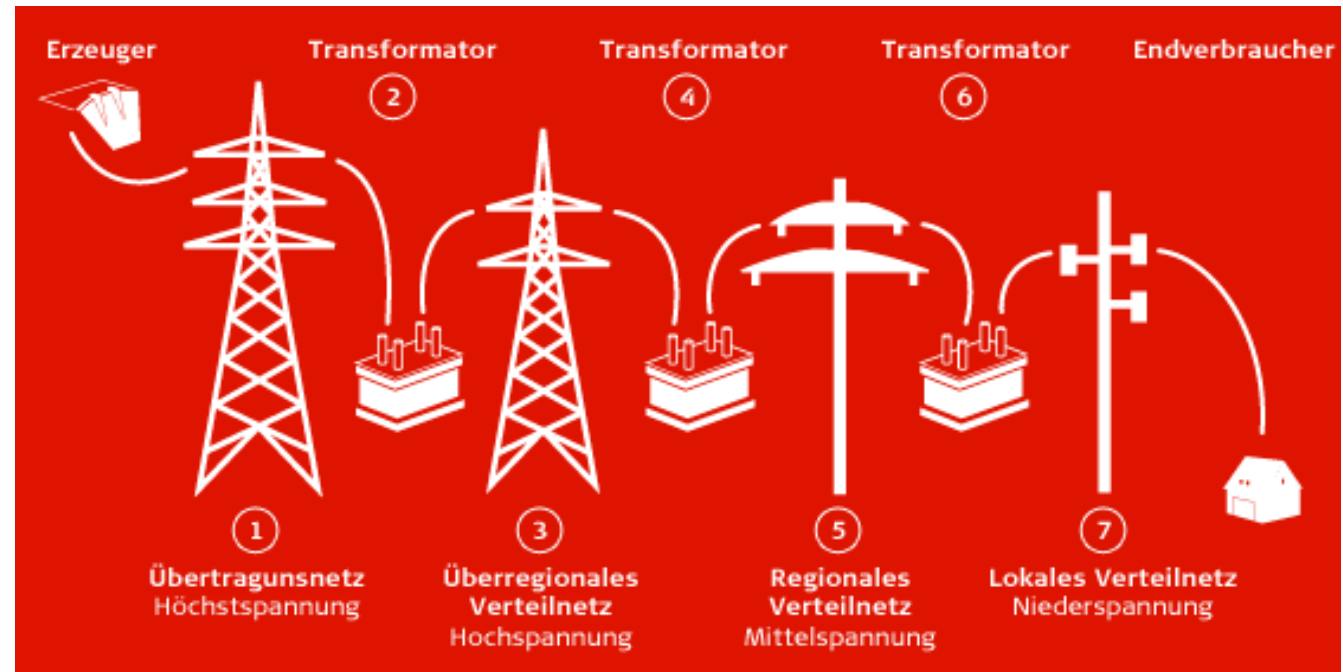 Erzeuger
Transformator
Transformator
Transformator
Endverbraucher
2
4
6
1
3
5
7
Übertragunsnetz
Höchstspannung
Überregionales
Verteilnetz
Hochspannung
Regionales
Verteilnetz
Mittelspannung
Lokales Verteilnetz
Niederspannung